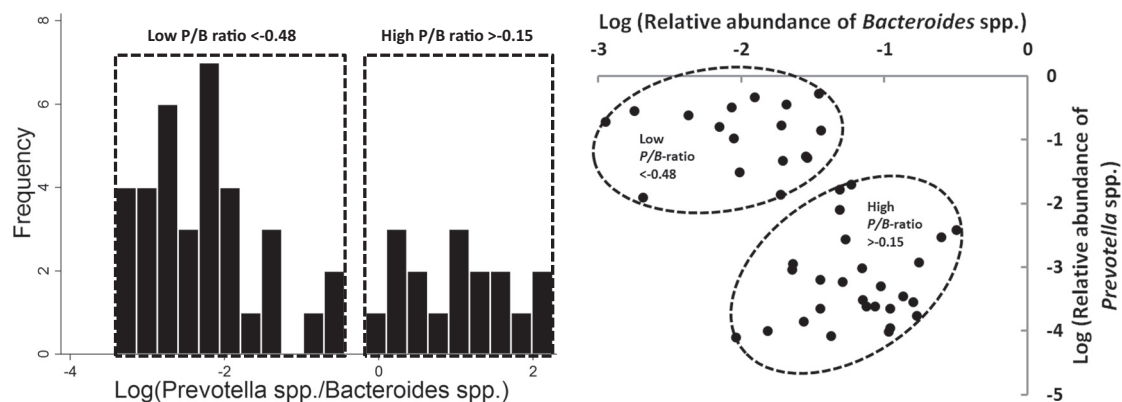 Low P/B ratio <-0.48
High P/B ratio >-0.15
8
6
4
2
0
Frequency
-4
-2
0
2
Log(Prevotella spp./Bacteroides spp.)
Log (Relative abundance of Bacteroides spp.)
-3
-2
-1
0
0
-1
-2
-3
-4
-5
Log (Relative abundance of
Prevotella spp.)
Low
P/B-ratio
<-0.48
High
P/B-ratio
>-0.15